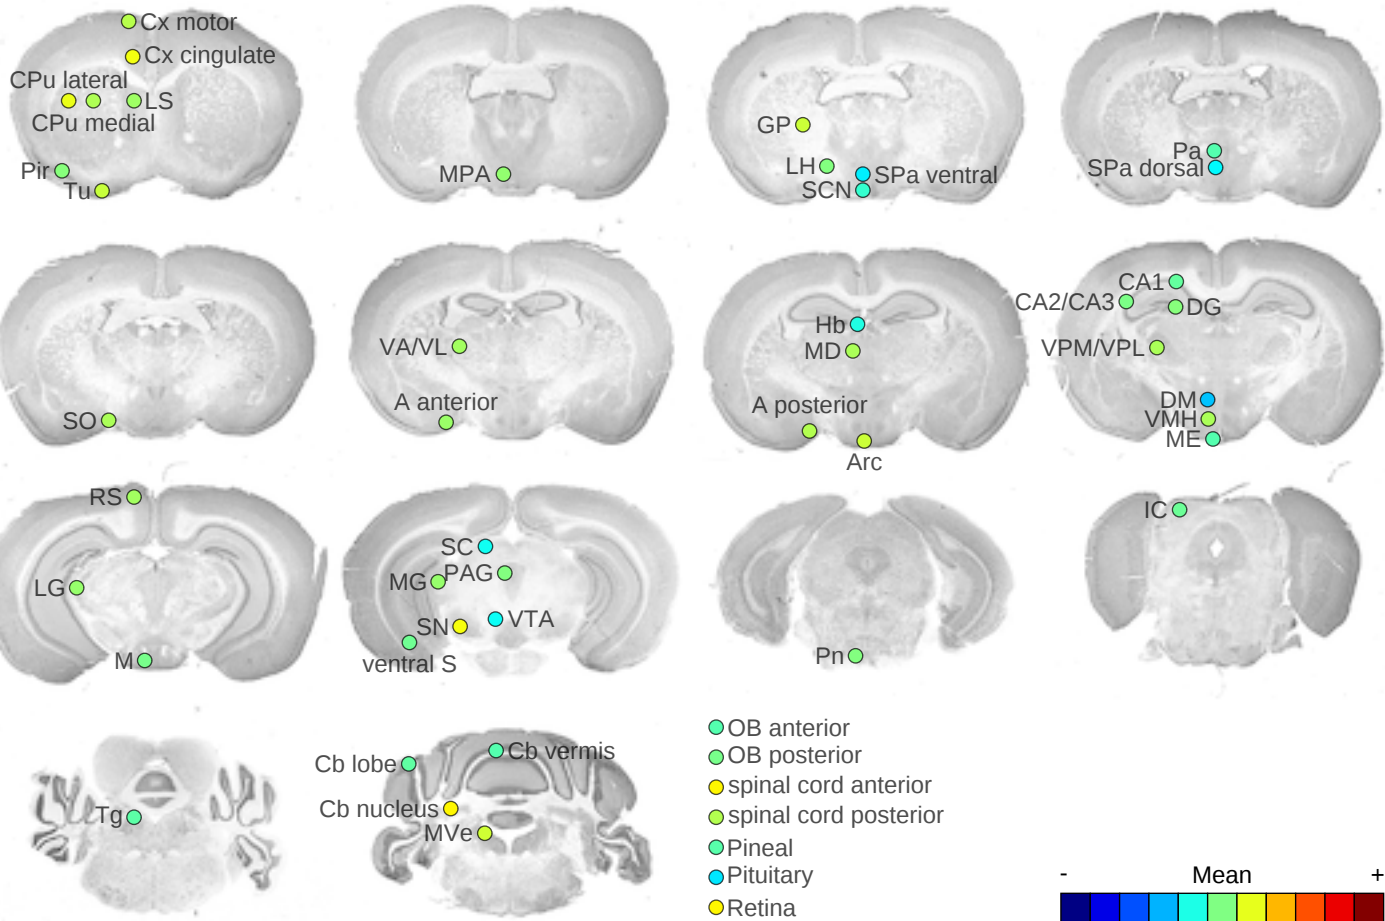 Cx motor
Cx cingulate
CPu lateral
LS
CPu medial
Pir
Tu
MPA
GP
LH
SPa ventral
SCN
Pa
SPa dorsal
SO
VA/VL
A anterior
Hb
MD
A posterior
Arc
CA1
CA2/CA3
DG
VPM/VPL
DM
VMH
ME
RS
LG
M
SC
MG
PAG
SN
VTA
ventral S
Pn
IC
Tg
Cb lobe
Cb vermis
Cb nucleus
MVe
OB anterior
OB posterior
spinal cord anterior
spinal cord posterior
Pineal
Pituitary
Retina
- Mean +